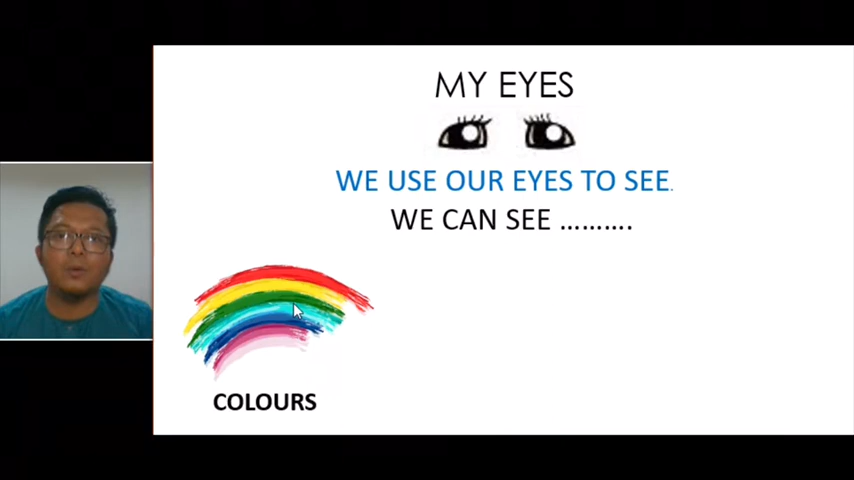 MY EYES
WE USE OUR EYES TO SEE.
WE CAN SEE ……….
COLOURS